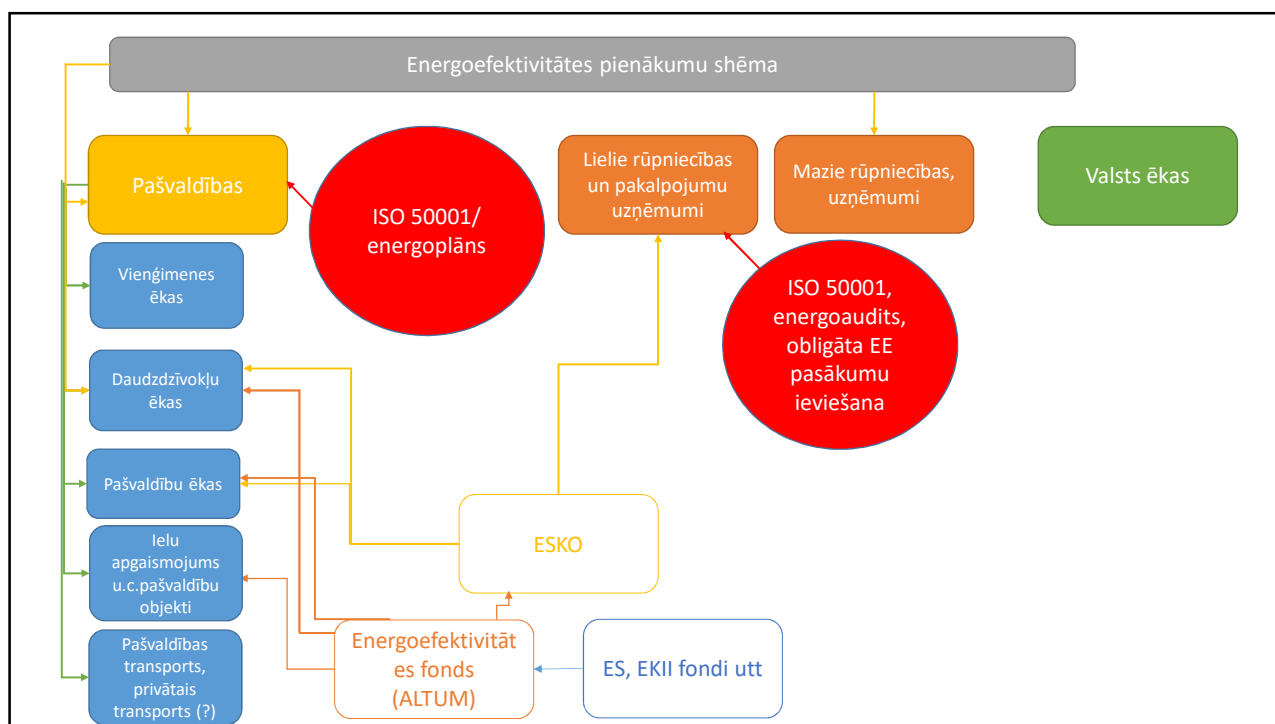 Energoefektivitātes pienākumu shēma
Pašvaldības
ISO 50001/
energoplāns
Lielie rūpniecības
un pakalpojumu
uzņēmumi
Mazie rūpniecības,
uzņēmumi
Valsts ēkas
Vienģimenes
ēkas
ISO 50001,
energoaudits,
obligāta EE
pasākumu
ieviešana
Daudzdzīvokļu
ēkas
Pašvaldību ēkas
ESKO
Ielu
apgaismojums
u.c.pašvaldību
objekti
Energoefektivitāt
es fonds
(ALTUM)
ES, EKII fondi utt
Pašvaldības
transports,
privātais
transports (?)